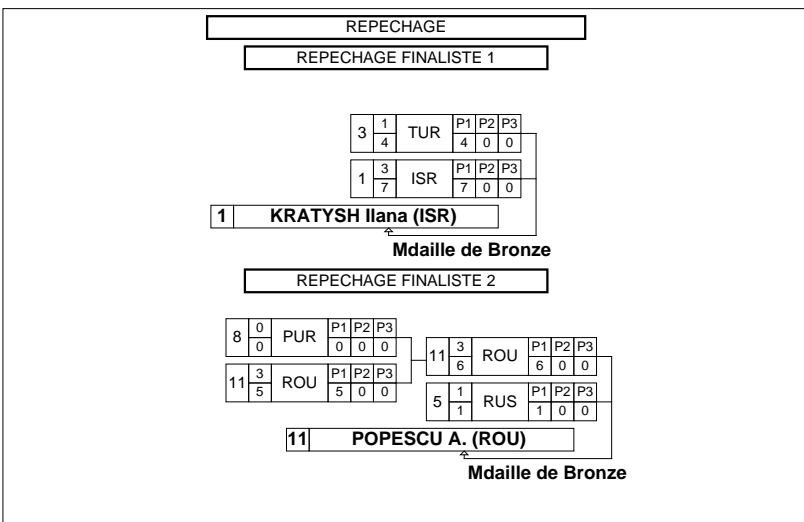 REPECHAGE
REPECHAGE FINALISTE 1
3 1 TUR P1 P2 P3
4 4 0 0
1 3 ISR P1 P2 P3
7 7 0 0
1 KRATYSH Ilana (ISR)
Mdaille de Bronze
REPECHAGE FINALISTE 2
8 0 PUR P1 P2 P3
0 0 0 0
11 3 ROU P1 P2 P3
5 5 0 0
11 3 ROU P1 P2 P3
6 6 0 0
5 1 RUS P1 P2 P3
1 1 0 0
11 POPESCU A. (ROU)
Mdaille de Bronze